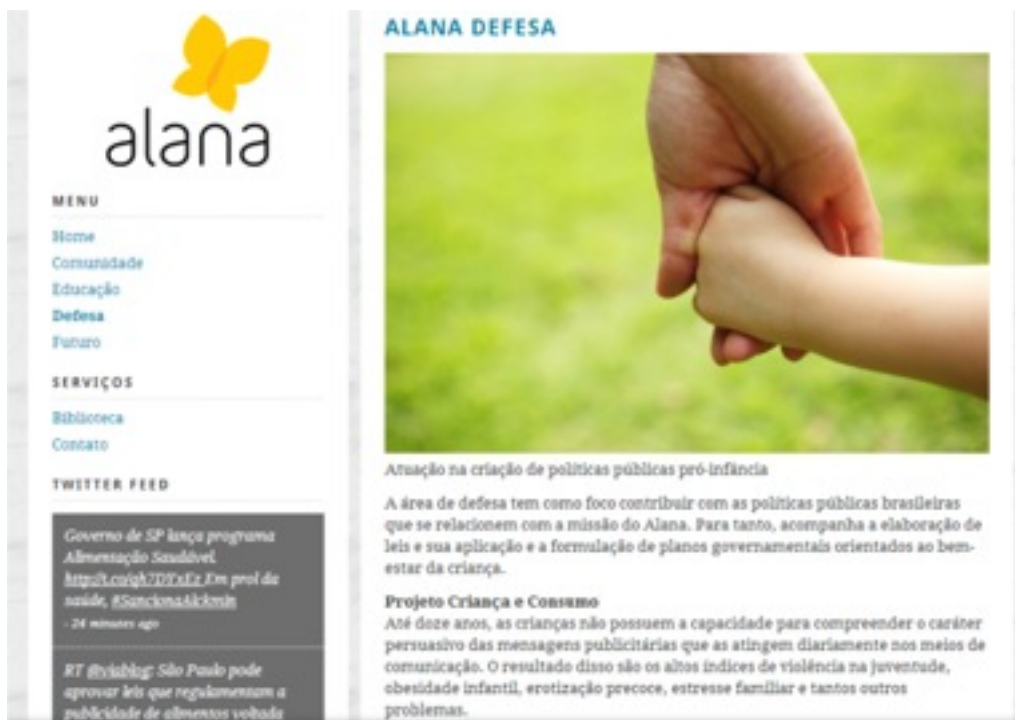 alana
MENU
Home
Comunidade
Educação
Defesa
Futuro
SERVIÇOS
Biblioteca
Contato
TWITTER FEED
Governo de SP lança programa
Alimentação Saudável.
Em prol da
saúde, #SancionaAlckmin
- 24 minutes ago
RT @viablog: São Paulo pode
aprovar leis que regulamentam a
publicidade de alimentos voltada
ALANA DEFESA
Atuação na criação de políticas públicas pró-infância
A área de defesa tem como foco contribuir com as políticas públicas brasileiras
que se relacionem com a missão do Alana. Para tanto, acompanha a elaboração de
leis e sua aplicação e a formulação de planos governamentais orientados ao bem-
estar da criança.
Projeto Criança e Consumo
Até doze anos, as crianças não possuem a capacidade para compreender o caráter
persuasivo das mensagens publicitárias que as atingem diariamente nos meios de
comunicação. O resultado disso são os altos índices de violência na juventude,
obesidade infantil, erotização precoce, estresse familiar e tantos outros
problemas.